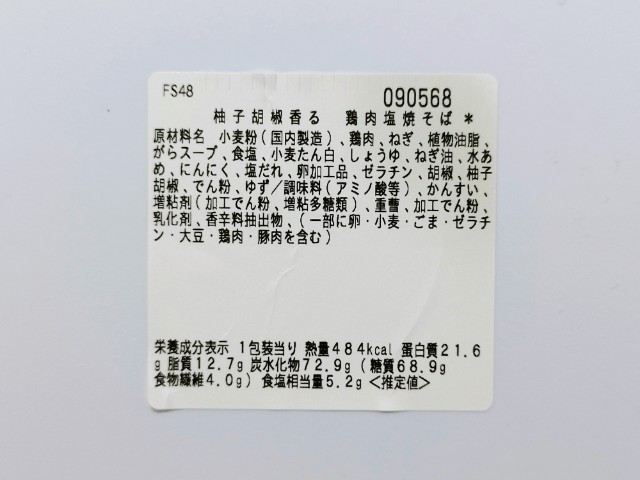 FS48
090568
柚子胡椒香る 鶏肉塩焼そば＊
原材料名 小麦粉(国内製造)、鶏肉、ねぎ、植物油脂、
がらスープ、食塩、小麦たん白、しょうゆ、ねぎ油、水あ
め、にんにく、塩だれ、卵加工品、ゼラチン、胡椒、柚子
胡椒、でん粉、ゆず/調味料(アミノ酸等)、かんすい、
増粘剤(加工でん粉、増粘多糖類)、重曹、加工でん粉、
乳化剤、香辛料抽出物、(一部に卵・小麦・ごま・ゼラチ
ン・大豆・鶏肉・豚肉を含む)
栄養成分表示 1包装当り 熱量484kcal 蛋白質21.6
g 脂質12.7g 炭水化物72.9g(糖質68.9g
食物繊維4.0g) 食塩相当量5.2g<推定値>